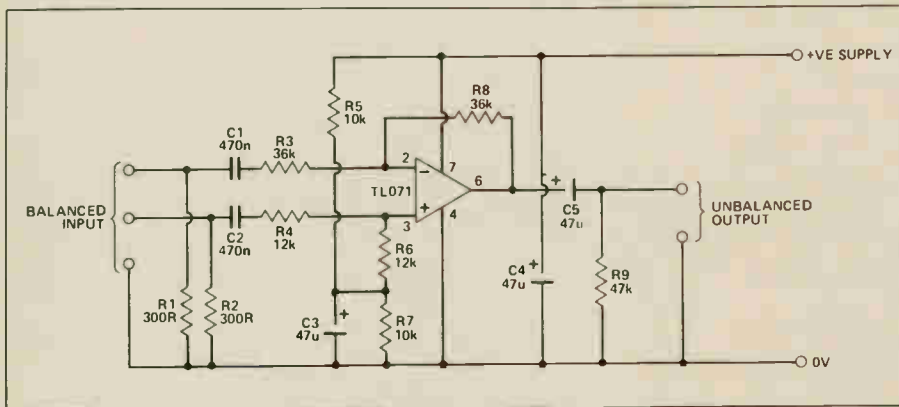 +VE SUPPLY
R8
36k
R5
10k
C1
470n
R3
36k
2
7
−
TL071
6
+
3
4
BALANCED
INPUT
C2
470n
R4
12k
+
C5
47u
UNBALANCED
OUTPUT
R6
12k
+
C4
47u
R9
47k
R1
300R
R2
300R
+
C3
47u
R7
10k
0V